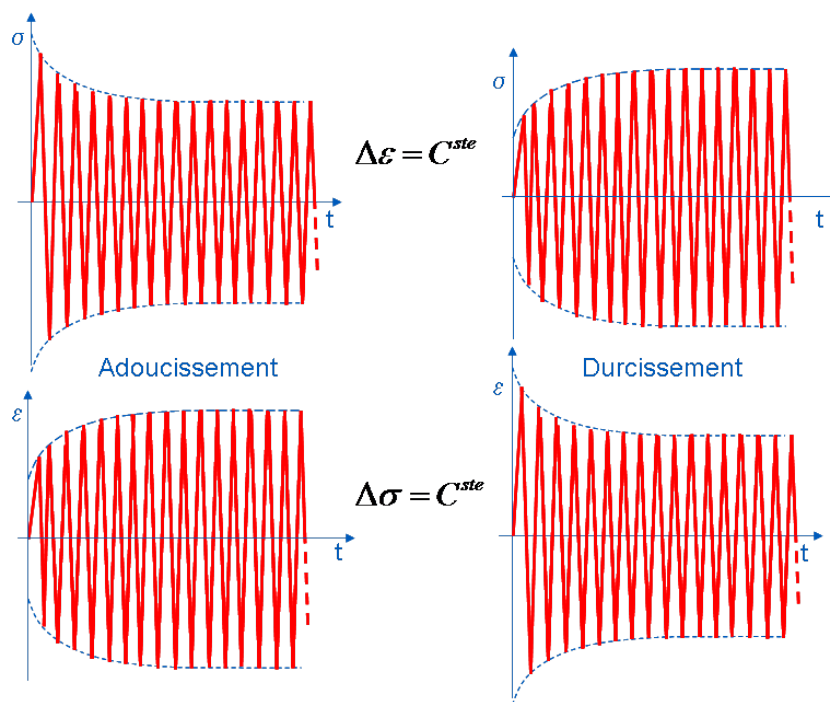 σ
t
Δε = C^ste
σ
t
Adoucissement
Durcissement
ε
t
Δσ = C^ste
ε
t